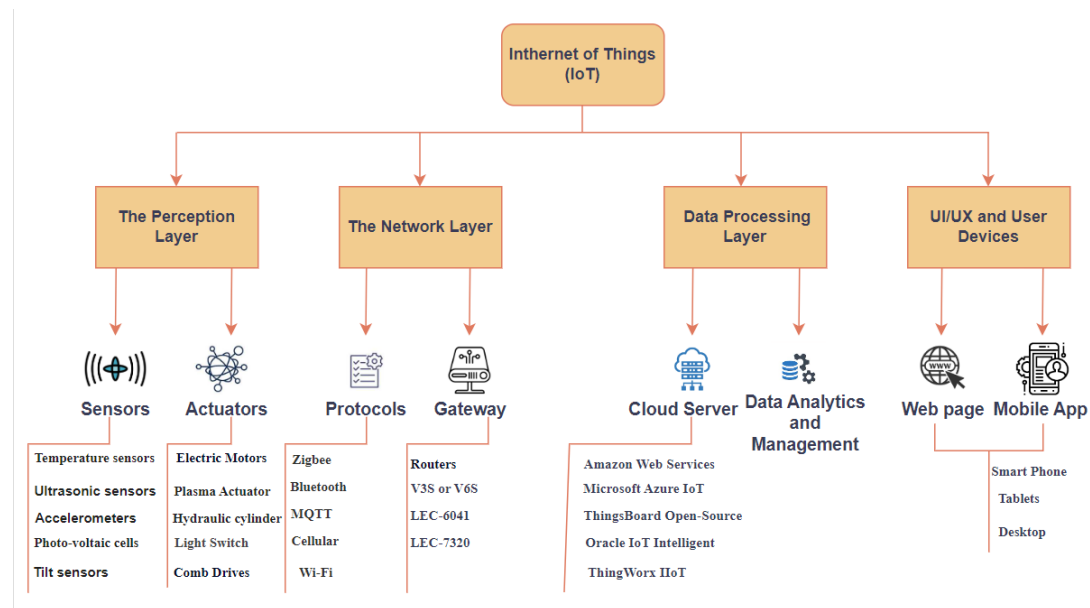 Inthernet of Things
(IoT)
The Perception
Layer
The Network Layer
Data Processing
Layer
UI/UX and User
Devices
Sensors
Actuators
Protocols
Gateway
Cloud Server
Data Analytics
and
Management
www
Web page
Mobile App
Temperature sensors
Ultrasonic sensors
Accelerometers
Photo-voltaic cells
Tilt sensors
Electric Motors
Plasma Actuator
Hydraulic cylinder
Light Switch
Comb Drives
Zigbee
Bluetooth
MQTT
Cellular
Wi-Fi
Routers
V3S or V6S
LEC-6041
LEC-7320
Amazon Web Services
Microsoft Azure IoT
ThingsBoard Open-Source
Oracle IoT Intelligent
ThingWorx IIoT
Smart Phone
Tablets
Desktop